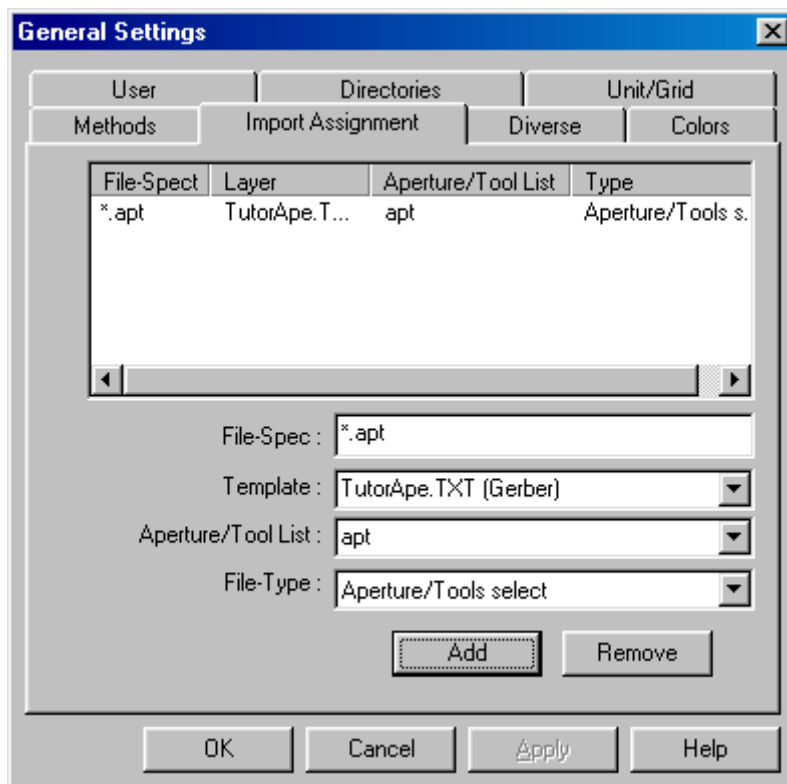 General Settings
User Directories Unit/Grid
Methods Import Assignment Diverse Colors
File-Spect Layer Aperture/Tool List Type
*.apt TutorApe.T... apt Aperture/Tools s.
File-Spec : *.apt
Template : TutorApe.TXT (Gerber)
Aperture/Tool List : apt
File-Type : Aperture/Tools select
Add Remove
OK Cancel Apply Help